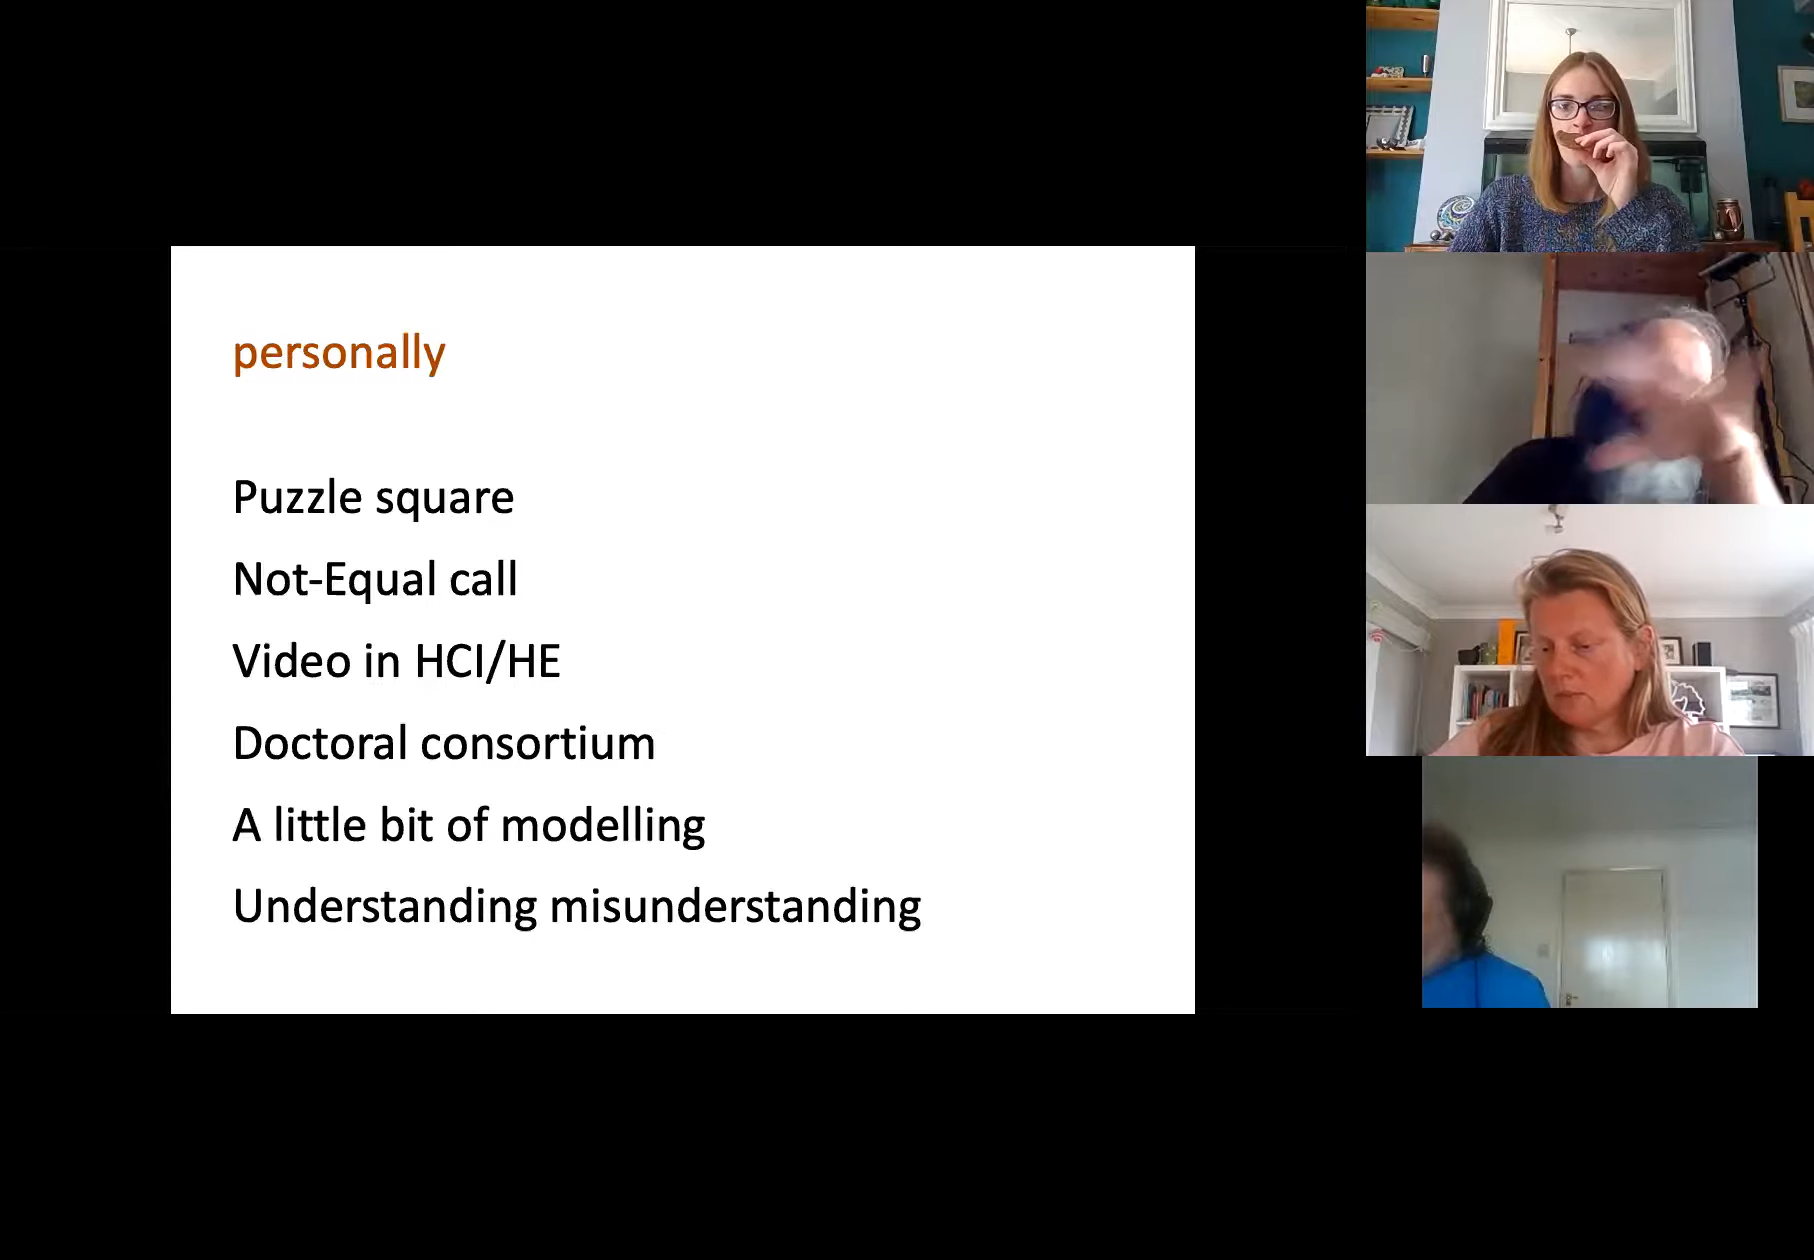 personally
Puzzle square
Not-Equal call
Video in HCI/HE
Doctoral consortium
A little bit of modelling
Understanding misunderstanding